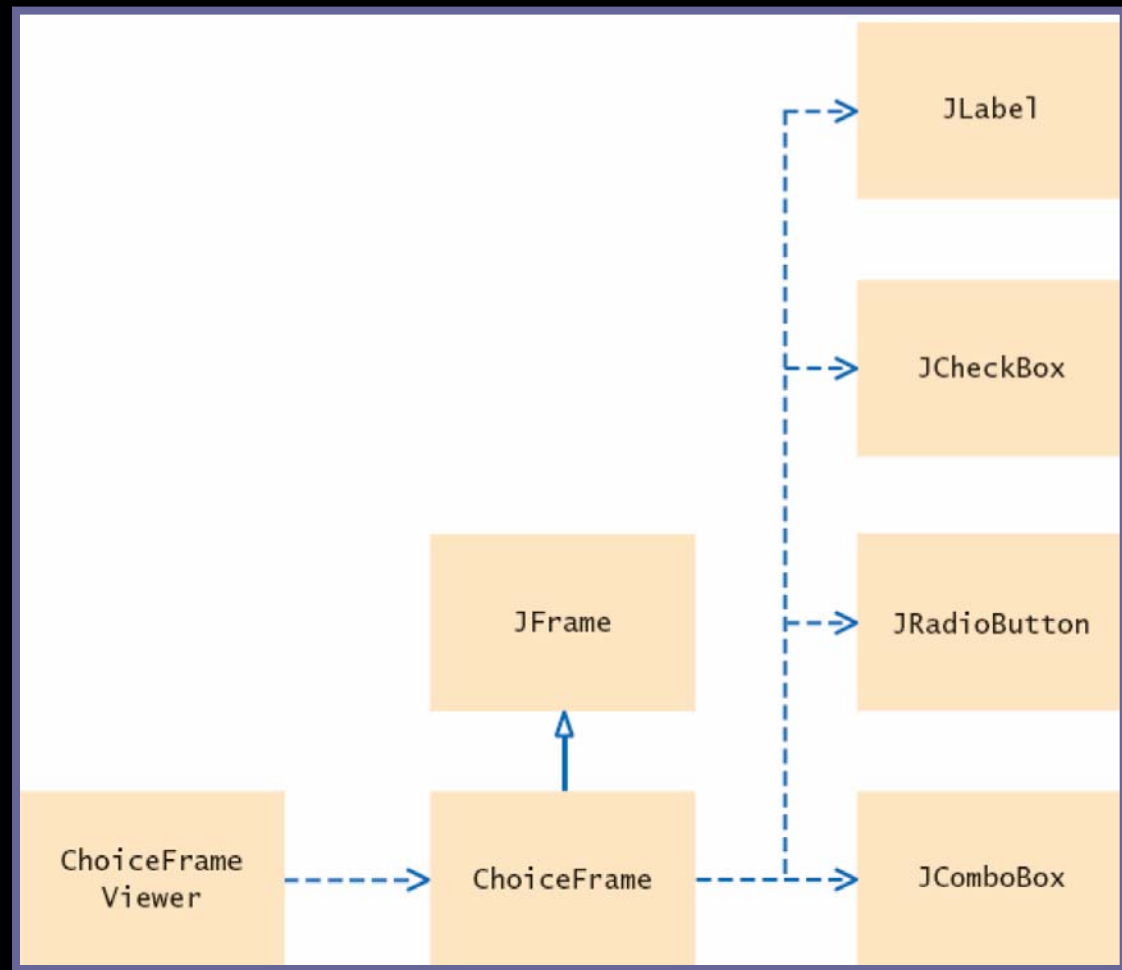 JLabel
JCheckBox
JFrame
JRadioButton
ChoiceFrame
Viewer
ChoiceFrame
JComboBox